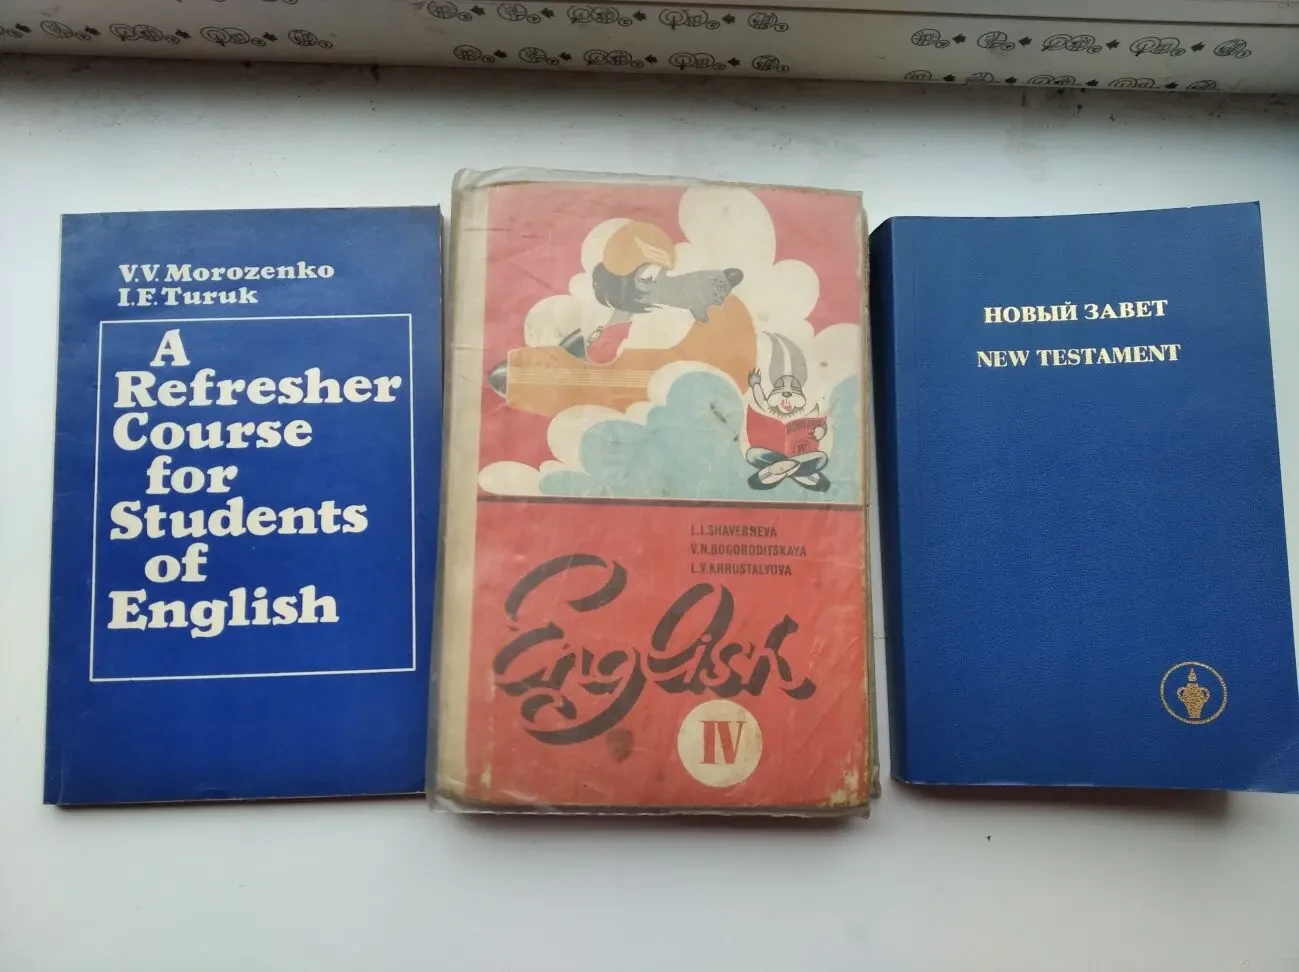 V.V. Morozenko
I.F. Turuk
A
Refresher
Course
for
Students
of
English
L.I.SHAVERNEVA
V.N.BOGORODITSKAYA
L.V.KHRUSTALYOVA
English
IV
НОВЫЙ ЗАВЕТ
NEW TESTAMENT